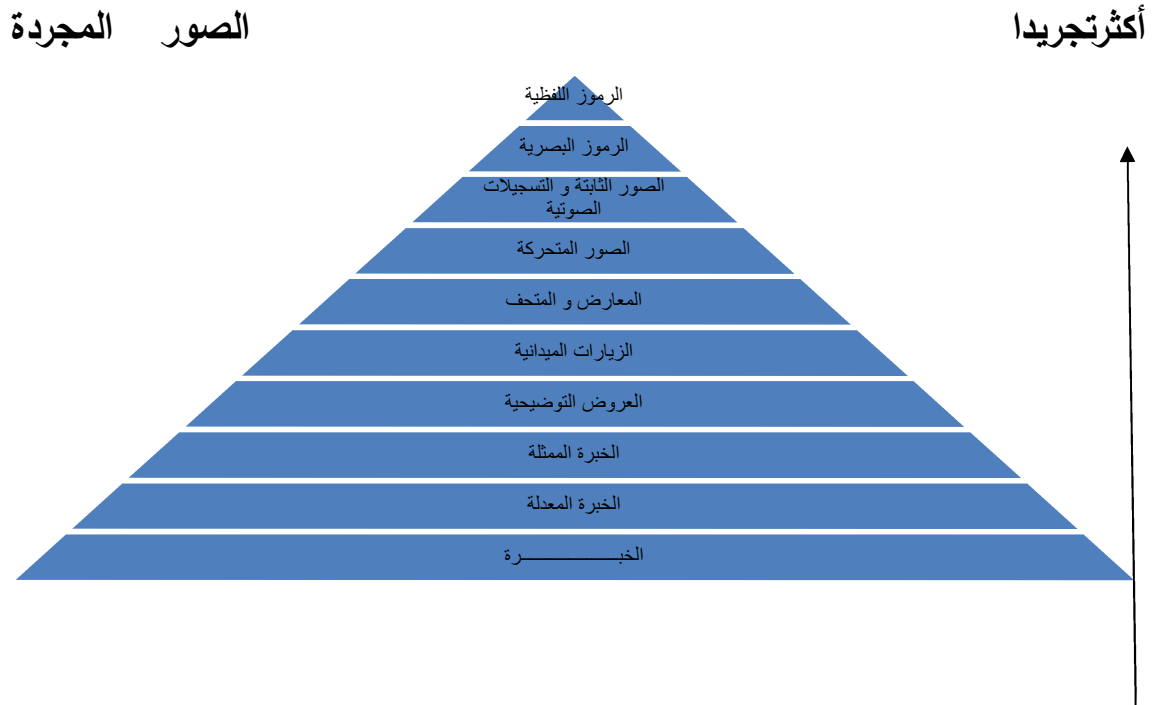 أكثرتجريدا
الصور المجردة
الرموز اللفظية
الرموز البصرية
الصور الثابتة و التسجيلات
الصوتية
الصور المتحركة
المعارض و المتحف
الزيارات الميدانية
العروض التوضيحية
الخبرة الممثلة
الخبرة المعدلة
الخبـــــــــــــرة